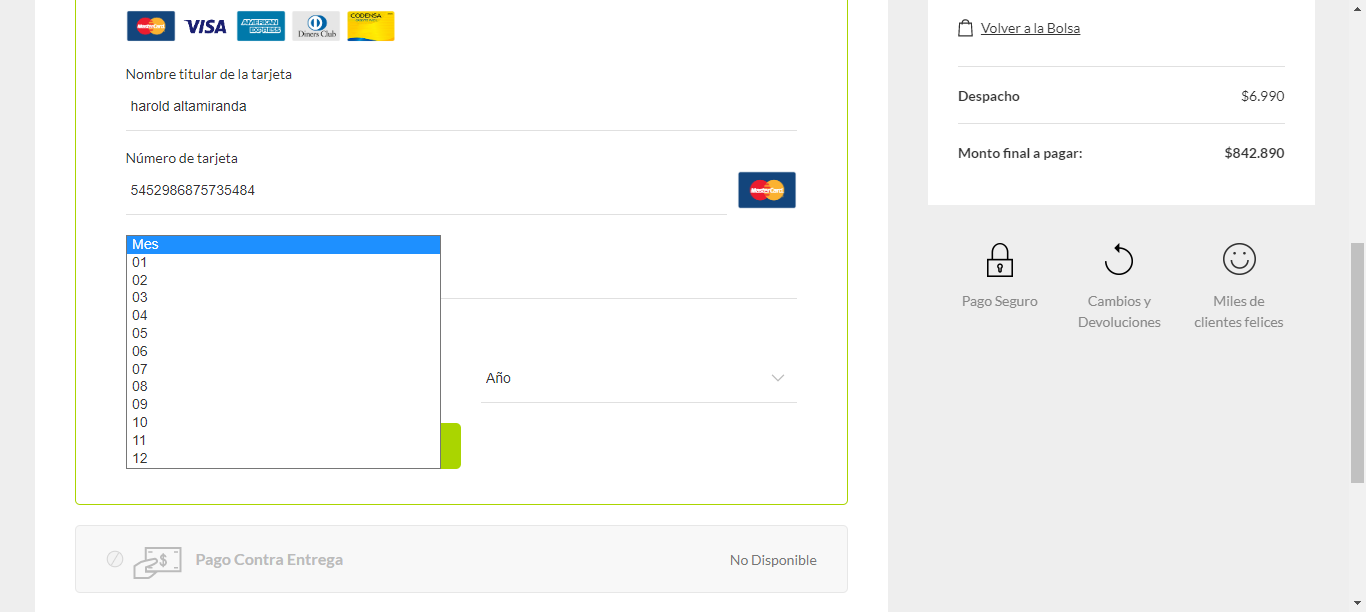 MasterCard
VISA
AMERICAN EXPRESS
Diners Club
CODENSA
Nombre titular de la tarjeta
harold altamiranda
Número de tarjeta
5452986875735484
MasterCard
Mes
01
02
03
04
05
06
07
08
09
10
11
12
Año
Pago Contra Entrega
No Disponible
Volver a la Bolsa
Despacho $6.990
Monto final a pagar: $842.890
Pago Seguro
Cambios y
Devoluciones
Miles de
clientes felices